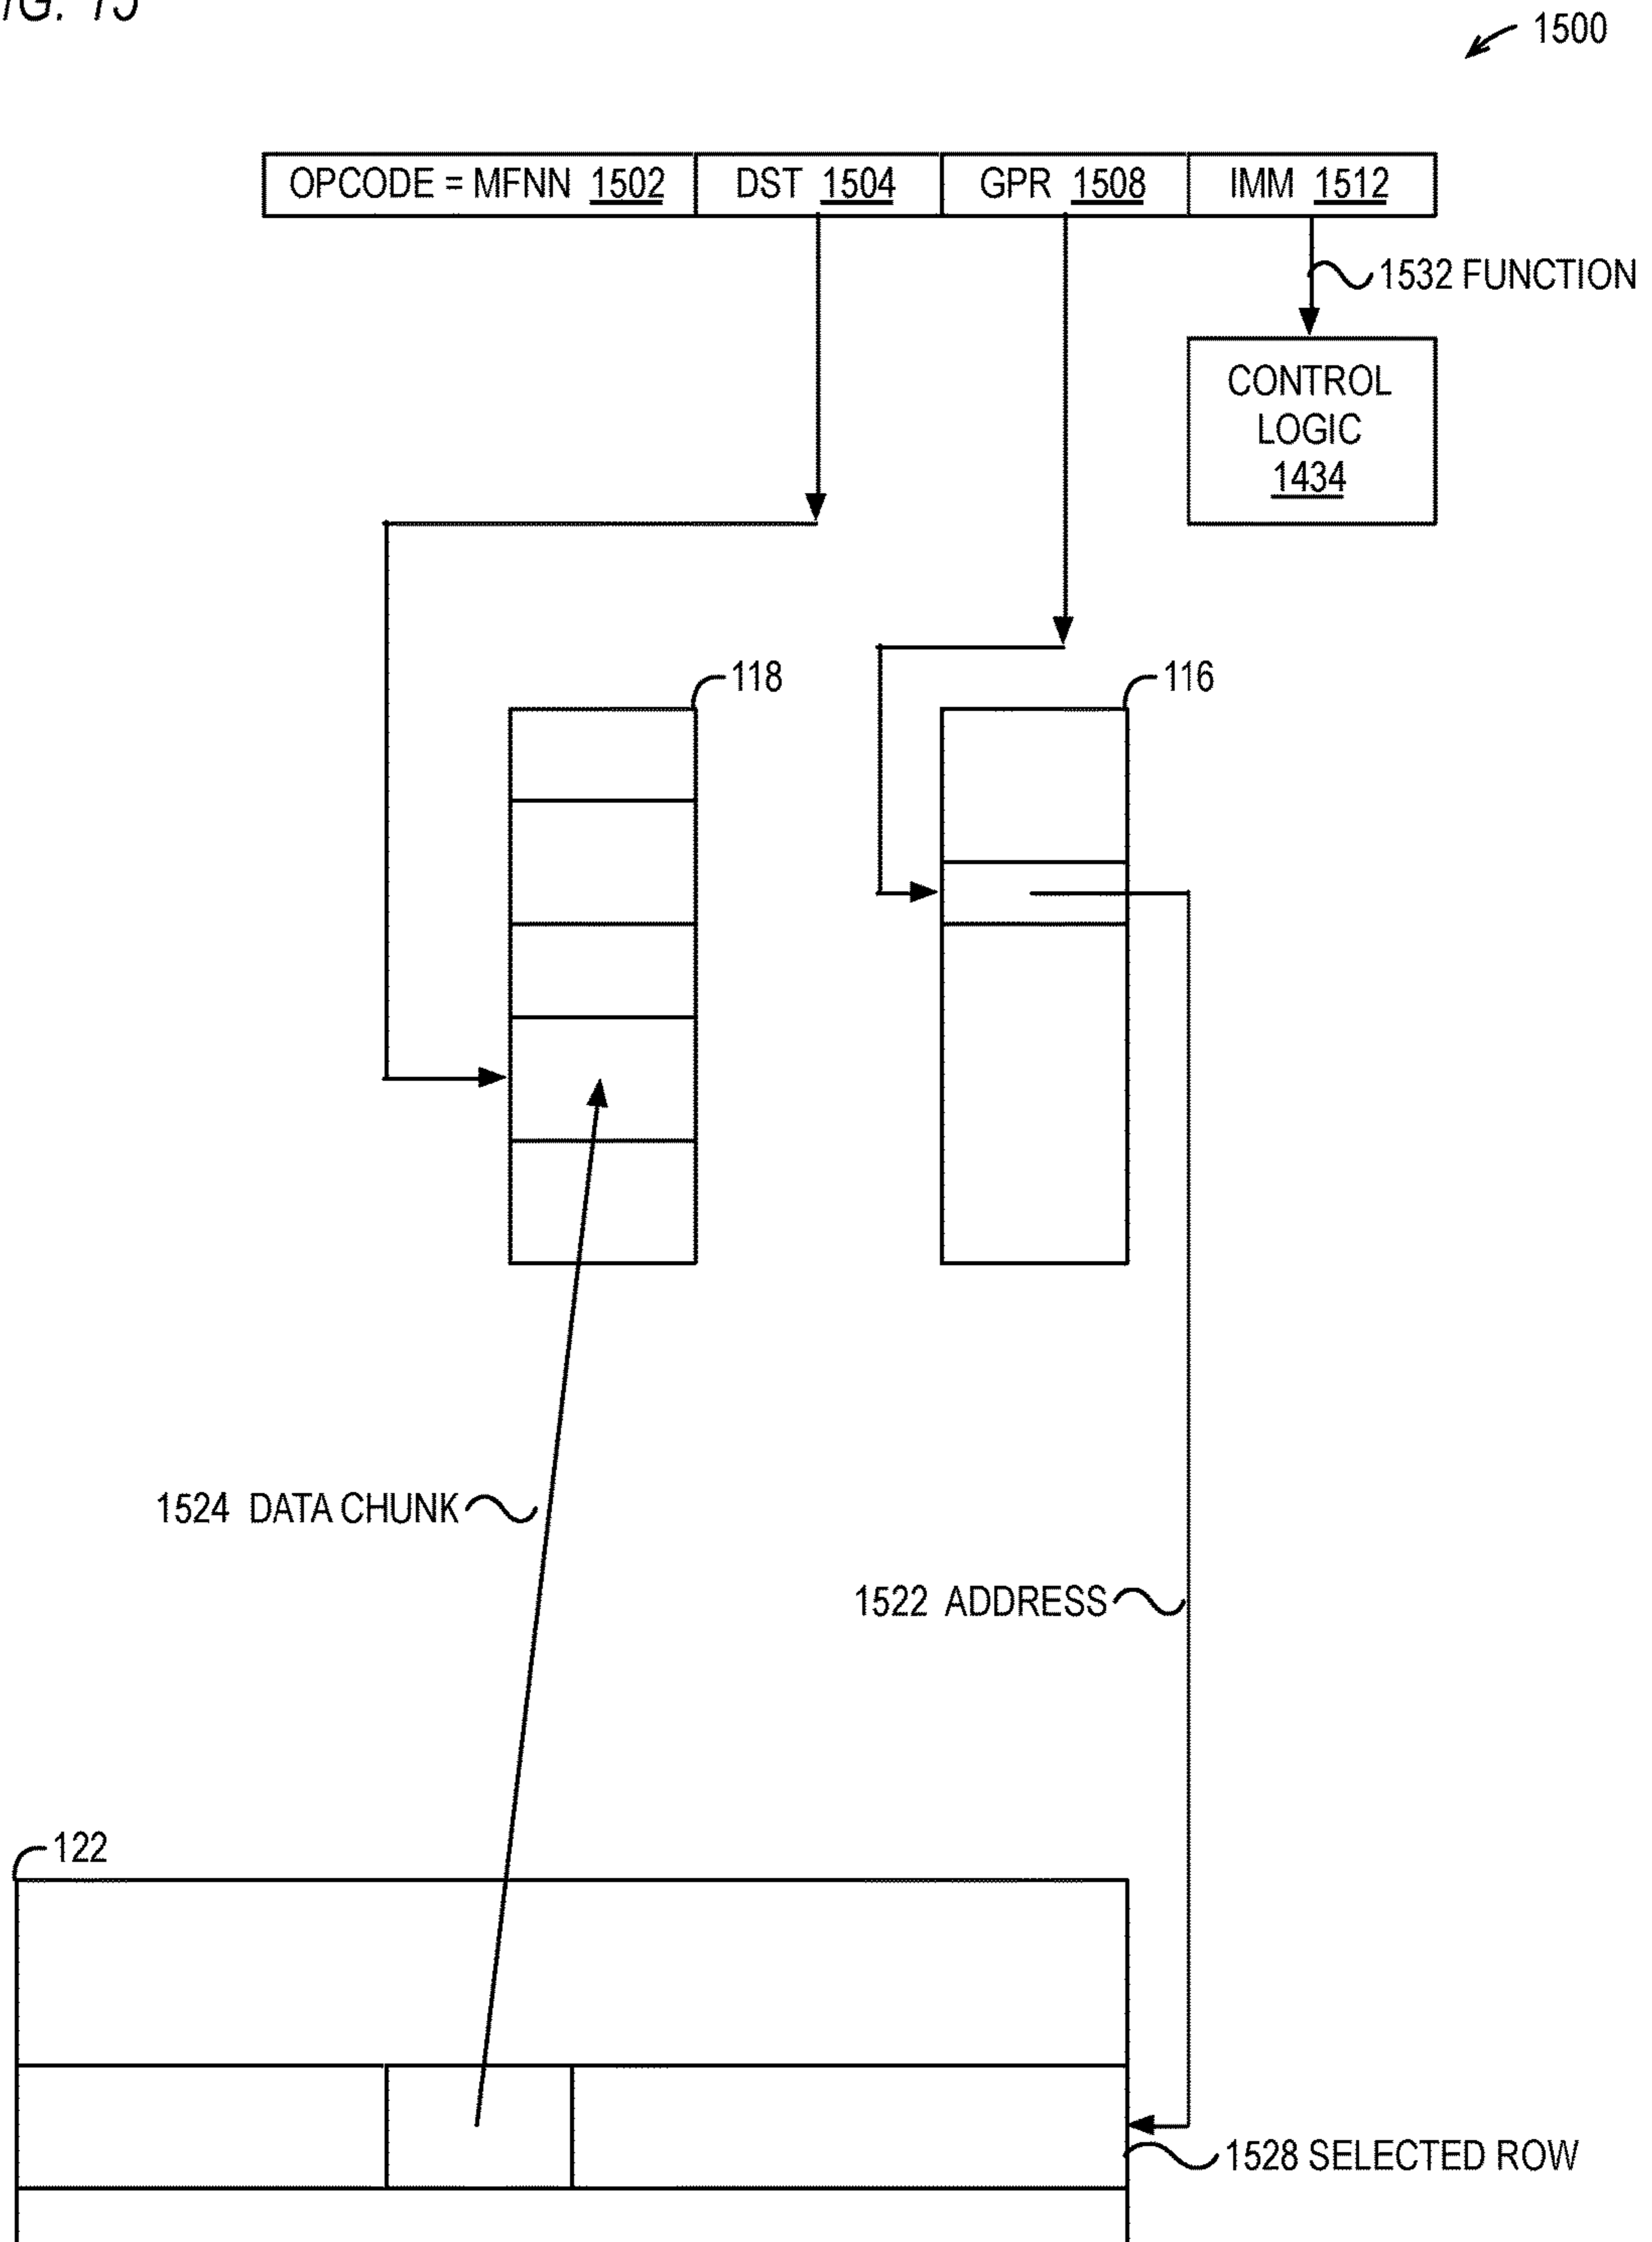 1500
OPCODE = MFNN 1502 DST 1504 GPR 1508 IMM 1512
1532 FUNCTION
CONTROL
LOGIC
1434
118
116
1524 DATA CHUNK
1522 ADDRESS
122
1528 SELECTED ROW